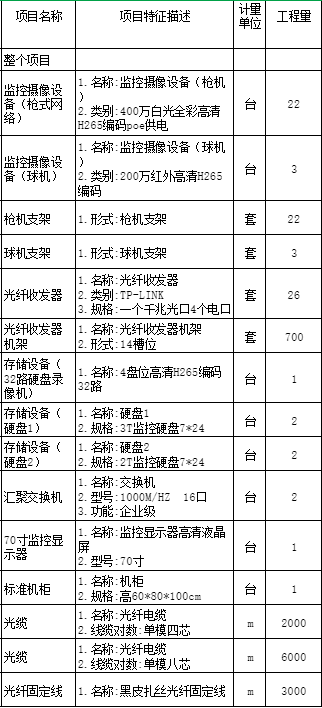 项目名称 项目特征描述 计量单位 工程量
整个项目
监控摄像设备（枪式网络） 1.名称:监控摄像设备（枪机） 2.类别:400万白光全彩高清H265编码poe供电 台 22
监控摄像设备（球机） 1.名称:监控摄像设备（球机） 2.类别:200万红外高清H265编码 台 3
枪机支架 1.形式:枪机支架 套 22
球机支架 1.形式:球机支架 套 3
光纤收发器 1.名称:光纤收发器 2.类别:TP-LINK 3.规格:一个千兆光口4个电口 套 26
光纤收发器机架 1.名称:光纤收发器机架 2.形式:14槽位 套 700
存储设备（32路硬盘录像机） 1.名称:4盘位高清H265编码32路 台 1
存储设备（硬盘1） 1.名称:硬盘1 2.规格:3T监控硬盘7*24 台 2
存储设备（硬盘2） 1.名称:硬盘2 2.规格:2T监控硬盘7*24 台 2
汇聚交换机 1.名称:交换机 2.型号:1000M/HZ 16口 3.功能:企业级 台 2
70寸监控显示器 1.名称:监控显示器高清液晶屏 2.型号:70寸 台 1
标准机柜 1.名称:机柜 2.规格:高60*80*100cm 台 1
光缆 1.名称:光纤电缆 2.线缆对数:单模四芯 m 2000
光缆 1.名称:光纤电缆 2.线缆对数:单模八芯 m 6000
光纤固定线 1.名称:黑皮扎丝光纤固定线 m 3000